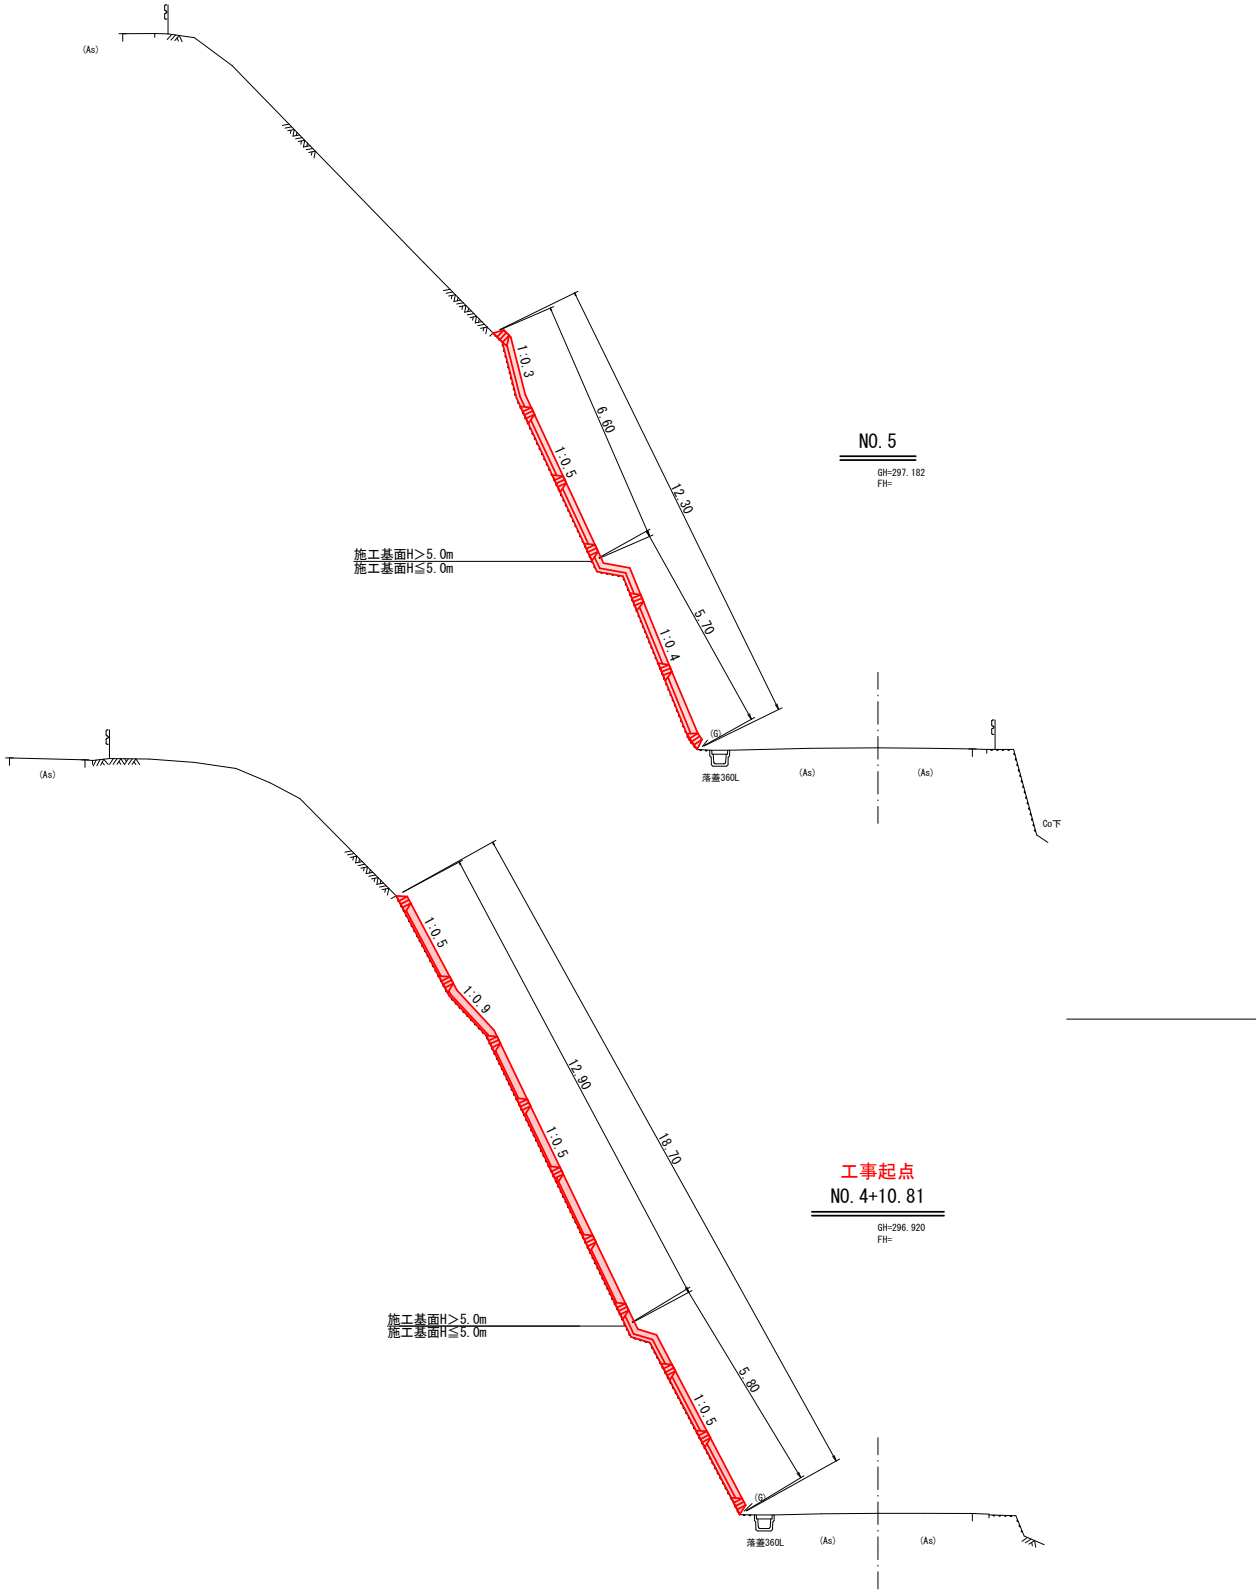 (As)
1:0.3
6.60
1:0.5
12.30
NO.5
GH=297.182
FH=
施工基面H＞5.0m
施工基面H≦5.0m
5.70
1:0.4
(G)
落蓋360L
(As)
(As)
Co下
(As)
1:0.5
1:0.9
12.90
1:0.5
18.70
工事起点
NO.4+10.81
GH=296.920
FH=
施工基面H＞5.0m
施工基面H≦5.0m
5.80
1:0.5
(G)
落蓋360L
(As)
(As)